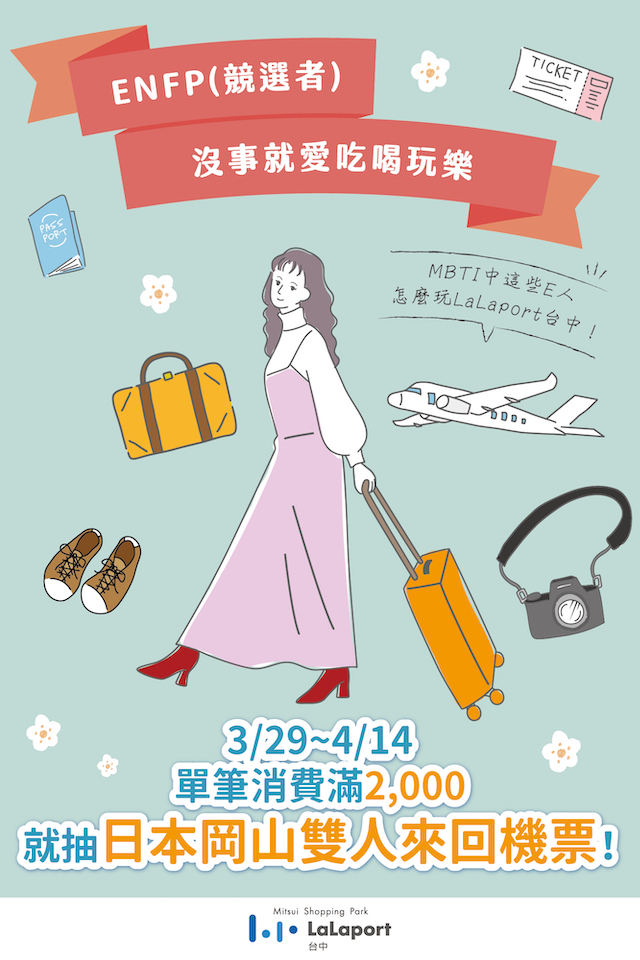 ENFP(競選者)
TICKET
沒事就愛吃喝玩樂
PASS
PORT
MBTI中這些E人
怎麼玩LaLaport台中！
3/29~4/14
單筆消費滿2,000
就抽日本岡山雙人來回機票！
Mitsui Shopping Park
LaLaport
台中